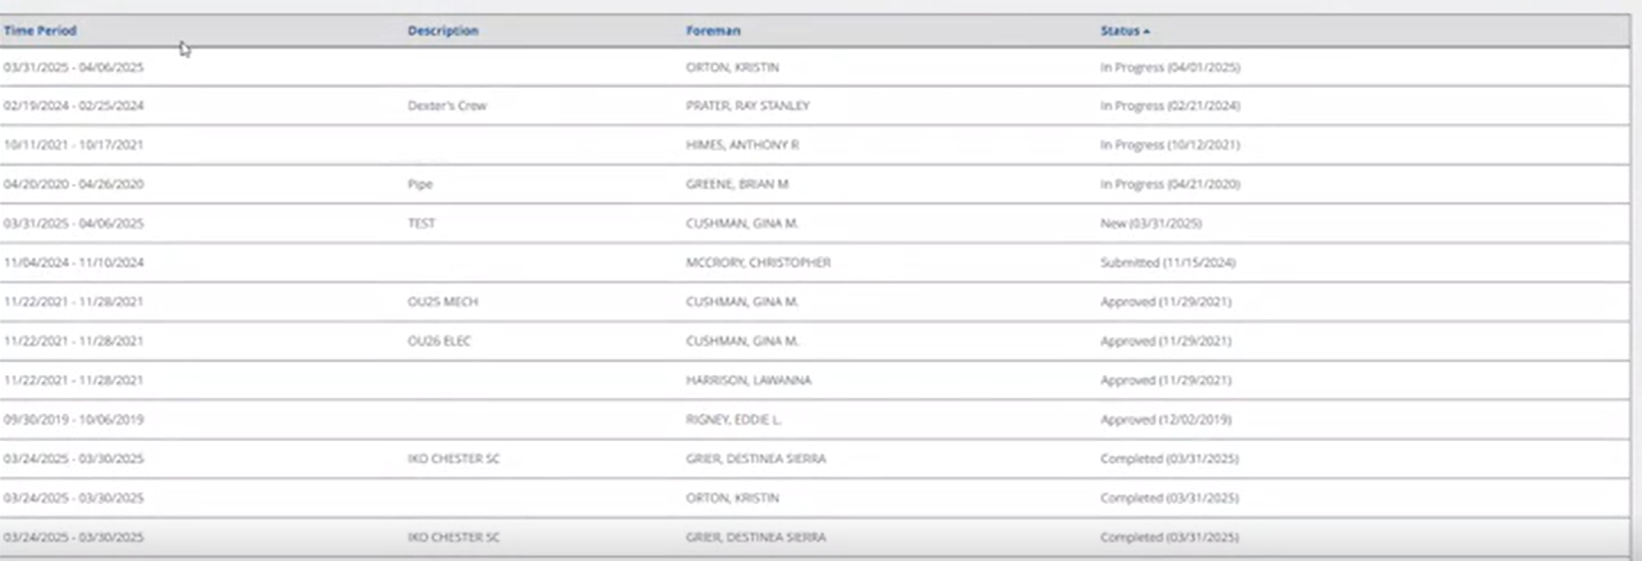 Time Period Description Foreman Status
03/31/2025 - 04/06/2025 ORTON, KRISTIN In Progress (04/01/2025)
02/19/2024 - 02/25/2024 Dexter's Crew PRATER, RAY STANLEY In Progress (02/21/2024)
10/11/2021 - 10/17/2021 HIMES, ANTHONY R In Progress (10/12/2021)
04/20/2020 - 04/26/2020 Pipe GREENE, BRIAN M In Progress (04/21/2020)
03/31/2025 - 04/06/2025 TEST CUSHMAN, GINA M. New (03/31/2025)
11/04/2024 - 11/10/2024 MCCRORY, CHRISTOPHER Submitted (11/15/2024)
11/22/2021 - 11/28/2021 OU25 MECH CUSHMAN, GINA M. Approved (11/29/2021)
11/22/2021 - 11/28/2021 OU26 ELEC CUSHMAN, GINA M. Approved (11/29/2021)
11/22/2021 - 11/28/2021 HARRISON, LAWANNA Approved (11/29/2021)
09/30/2019 - 10/06/2019 RIGNEY, EDDIE L. Approved (12/02/2019)
03/24/2025 - 03/30/2025 IKO CHESTER SC GRIER, DESTINEA SIERRA Completed (03/31/2025)
03/24/2025 - 03/30/2025 ORTON, KRISTIN Completed (03/31/2025)
03/24/2025 - 03/30/2025 IKO CHESTER SC GRIER, DESTINEA SIERRA Completed (03/31/2025)